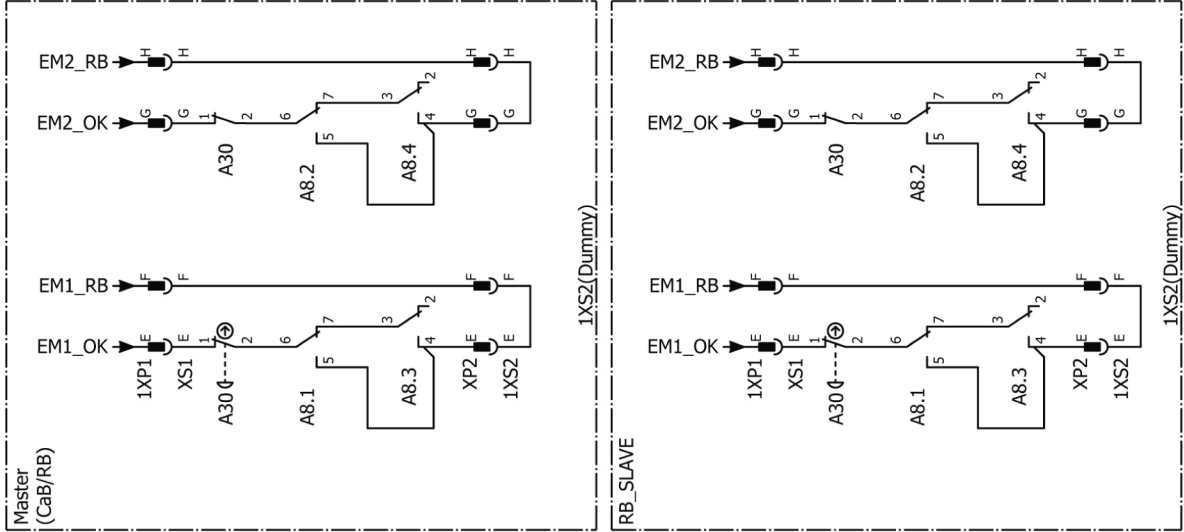 EM2_RB H H H H
2
7 3
EM2_OK G G 1 2 6 4 G G
5
A30 A8.2 A8.4
EM1_RB F F F F
2
7 3
EM1_OK E E 1 2 6 4 E E
5
1XP1 XS1 A30 A8.1 A8.3 XP2 1XS2
1XS2(Dummy)
Master
(CaB/RB)
EM2_RB H H H H
2
7 3
EM2_OK G G 1 2 6 4 G G
5
A30 A8.2 A8.4
EM1_RB F F F F
2
7 3
EM1_OK E E 1 2 6 4 E E
5
1XP1 XS1 A30 A8.1 A8.3 XP2 1XS2
1XS2(Dummy)
RB_SLAVE